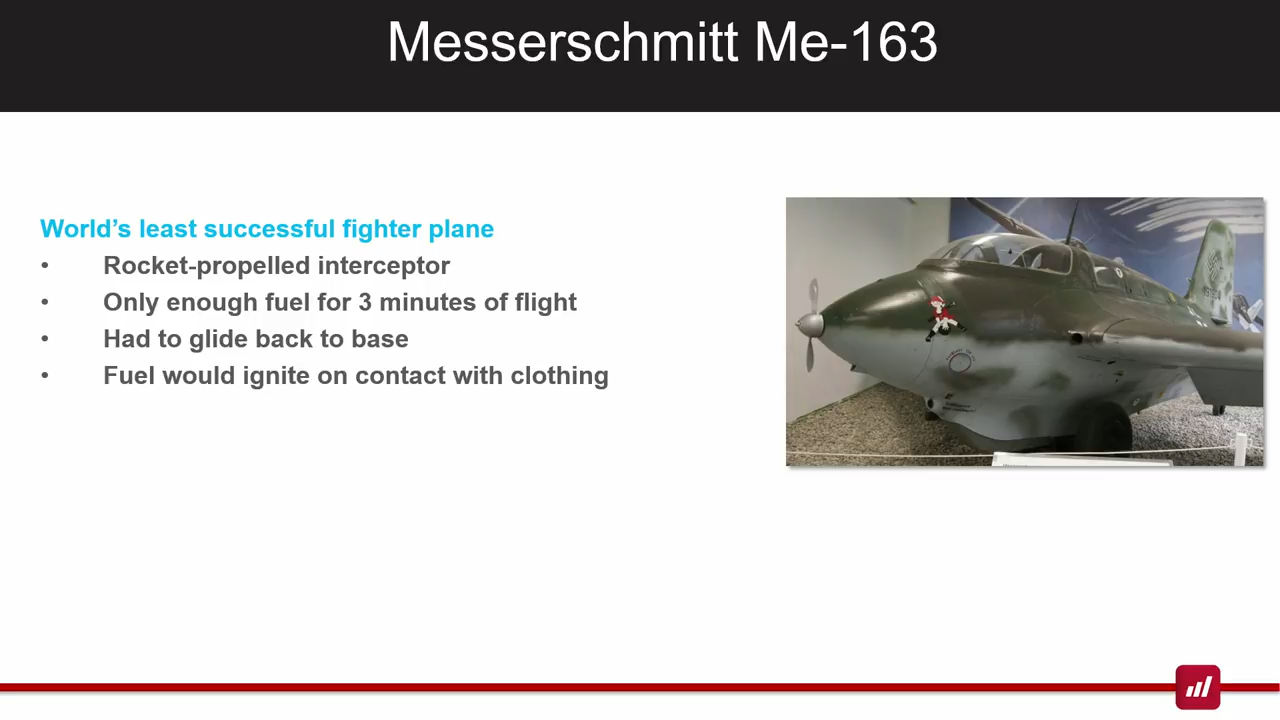 Messerschmitt Me-163
World's least successful fighter plane
• Rocket-propelled interceptor
• Only enough fuel for 3 minutes of flight
• Had to glide back to base
• Fuel would ignite on contact with clothing